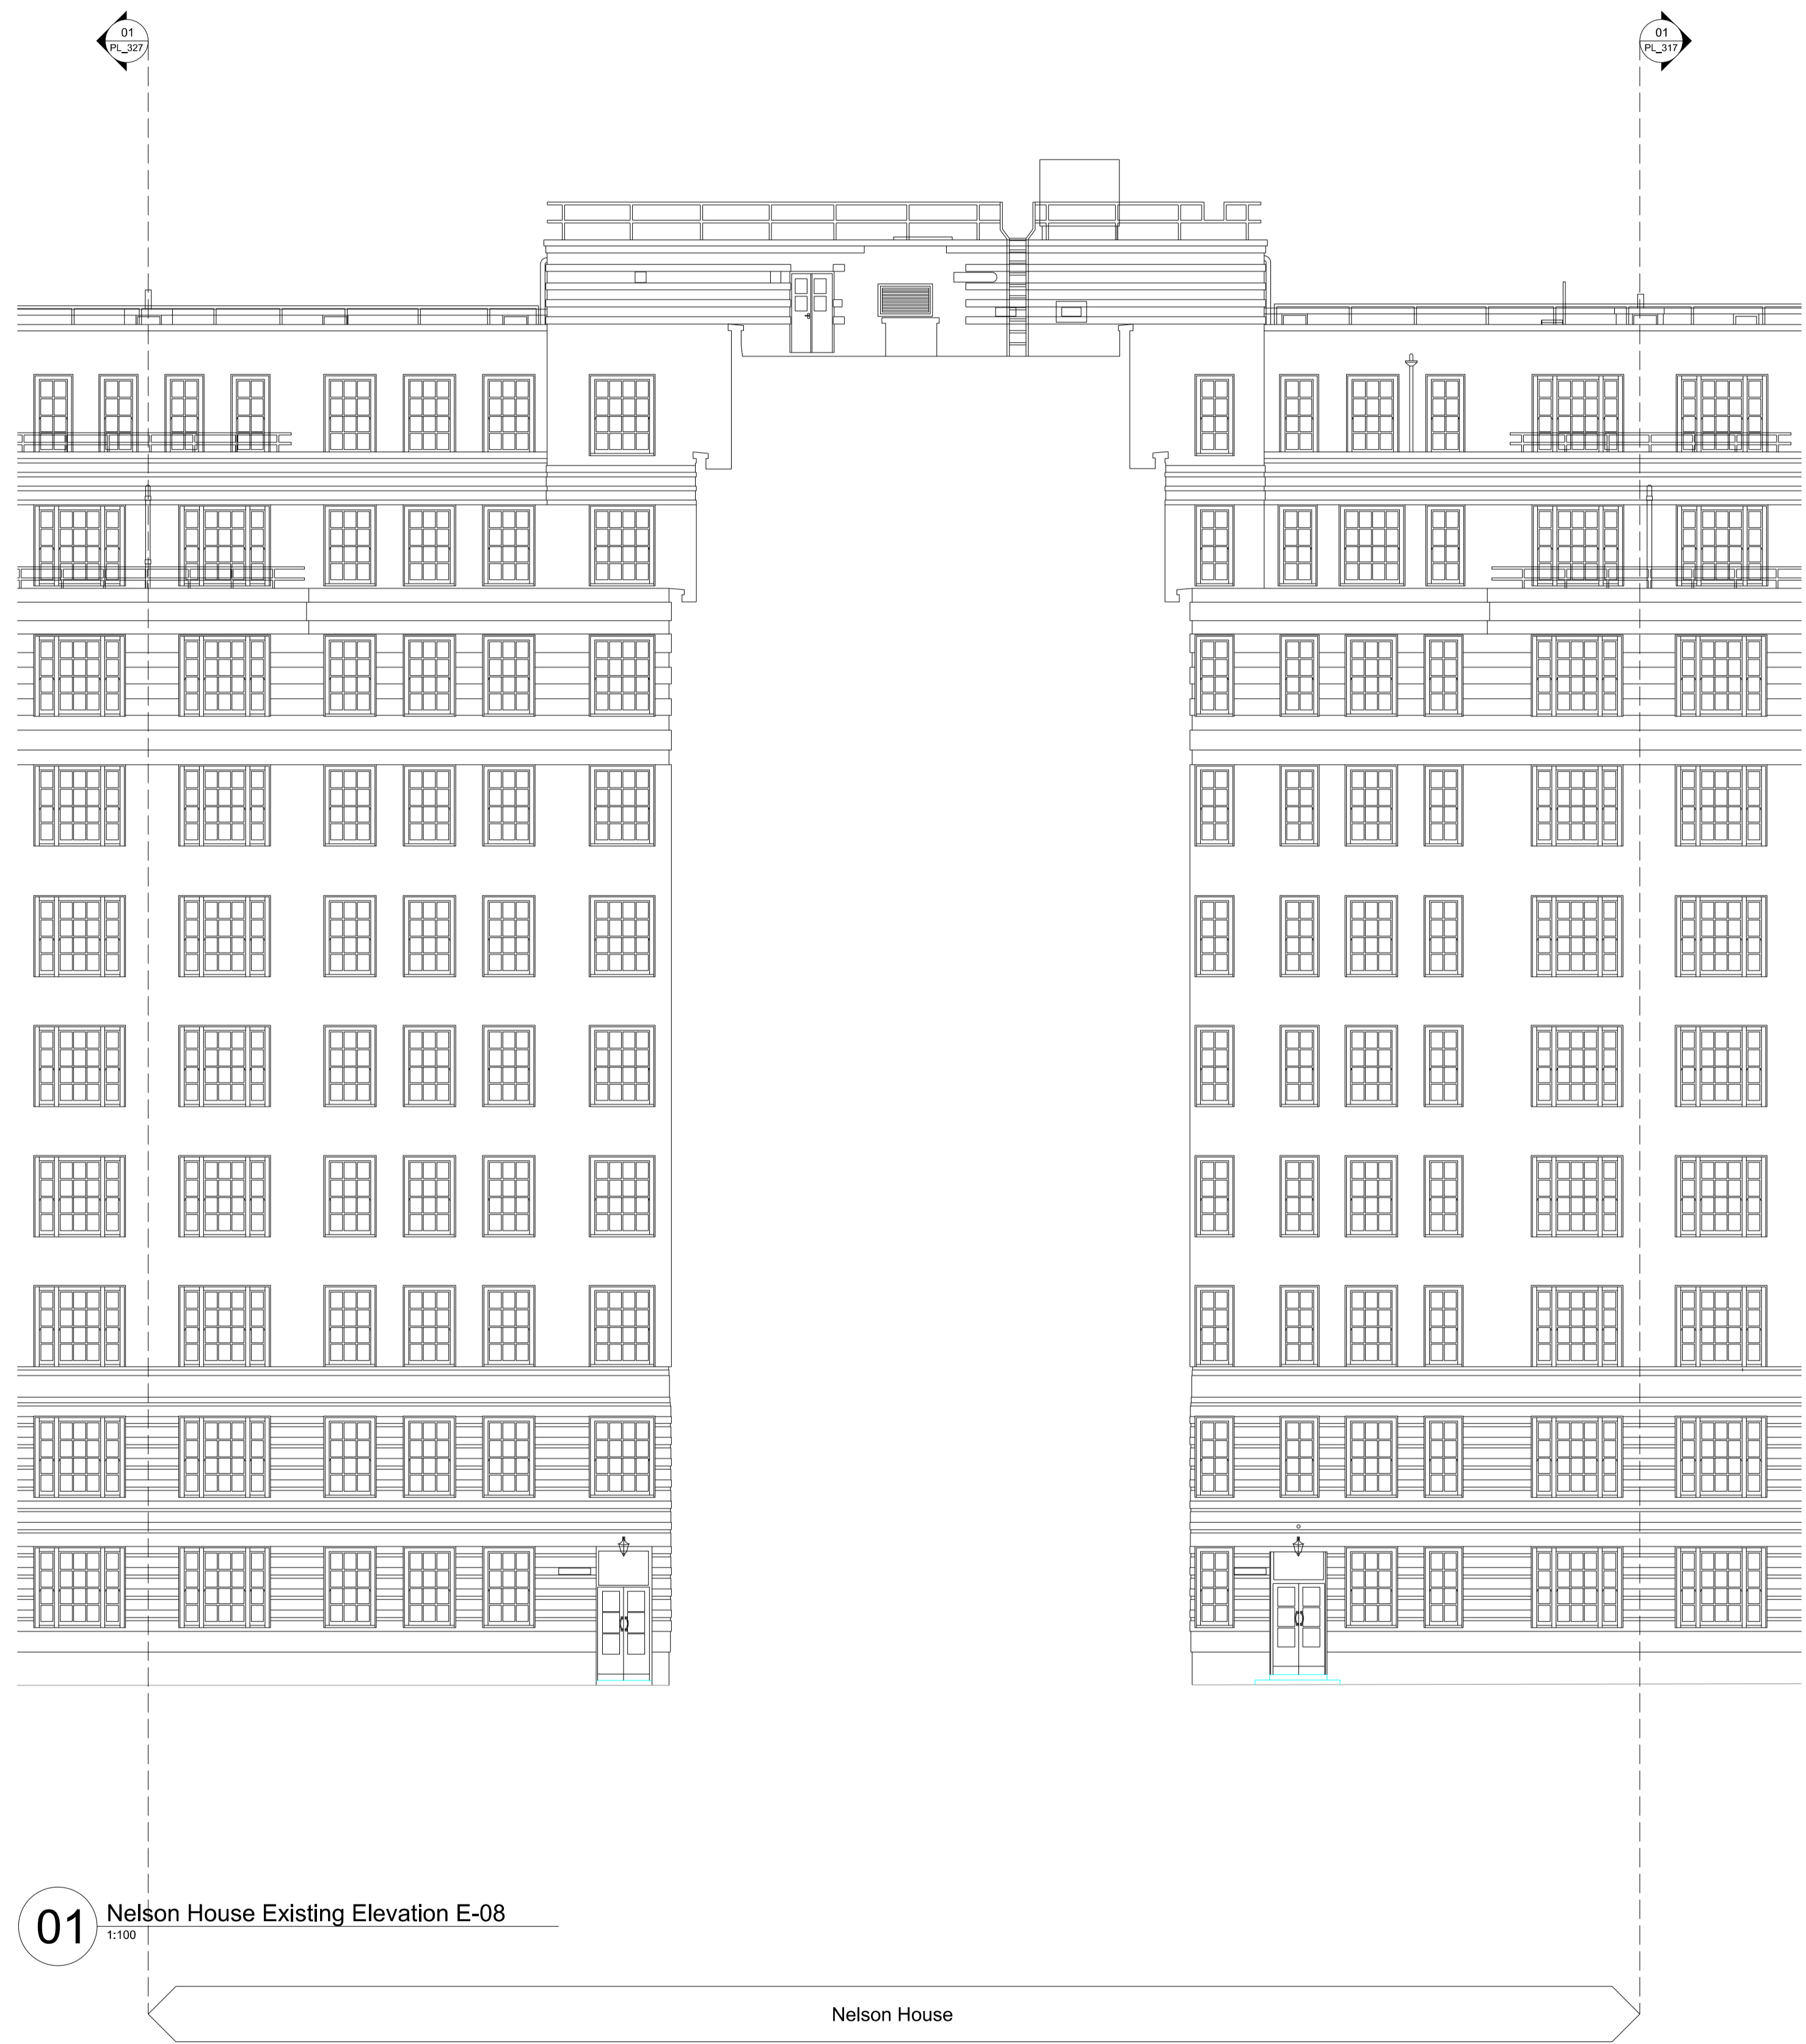 01
PL_327
01
PL_317
01
Nelson House Existing Elevation E-08
1:100
Nelson House